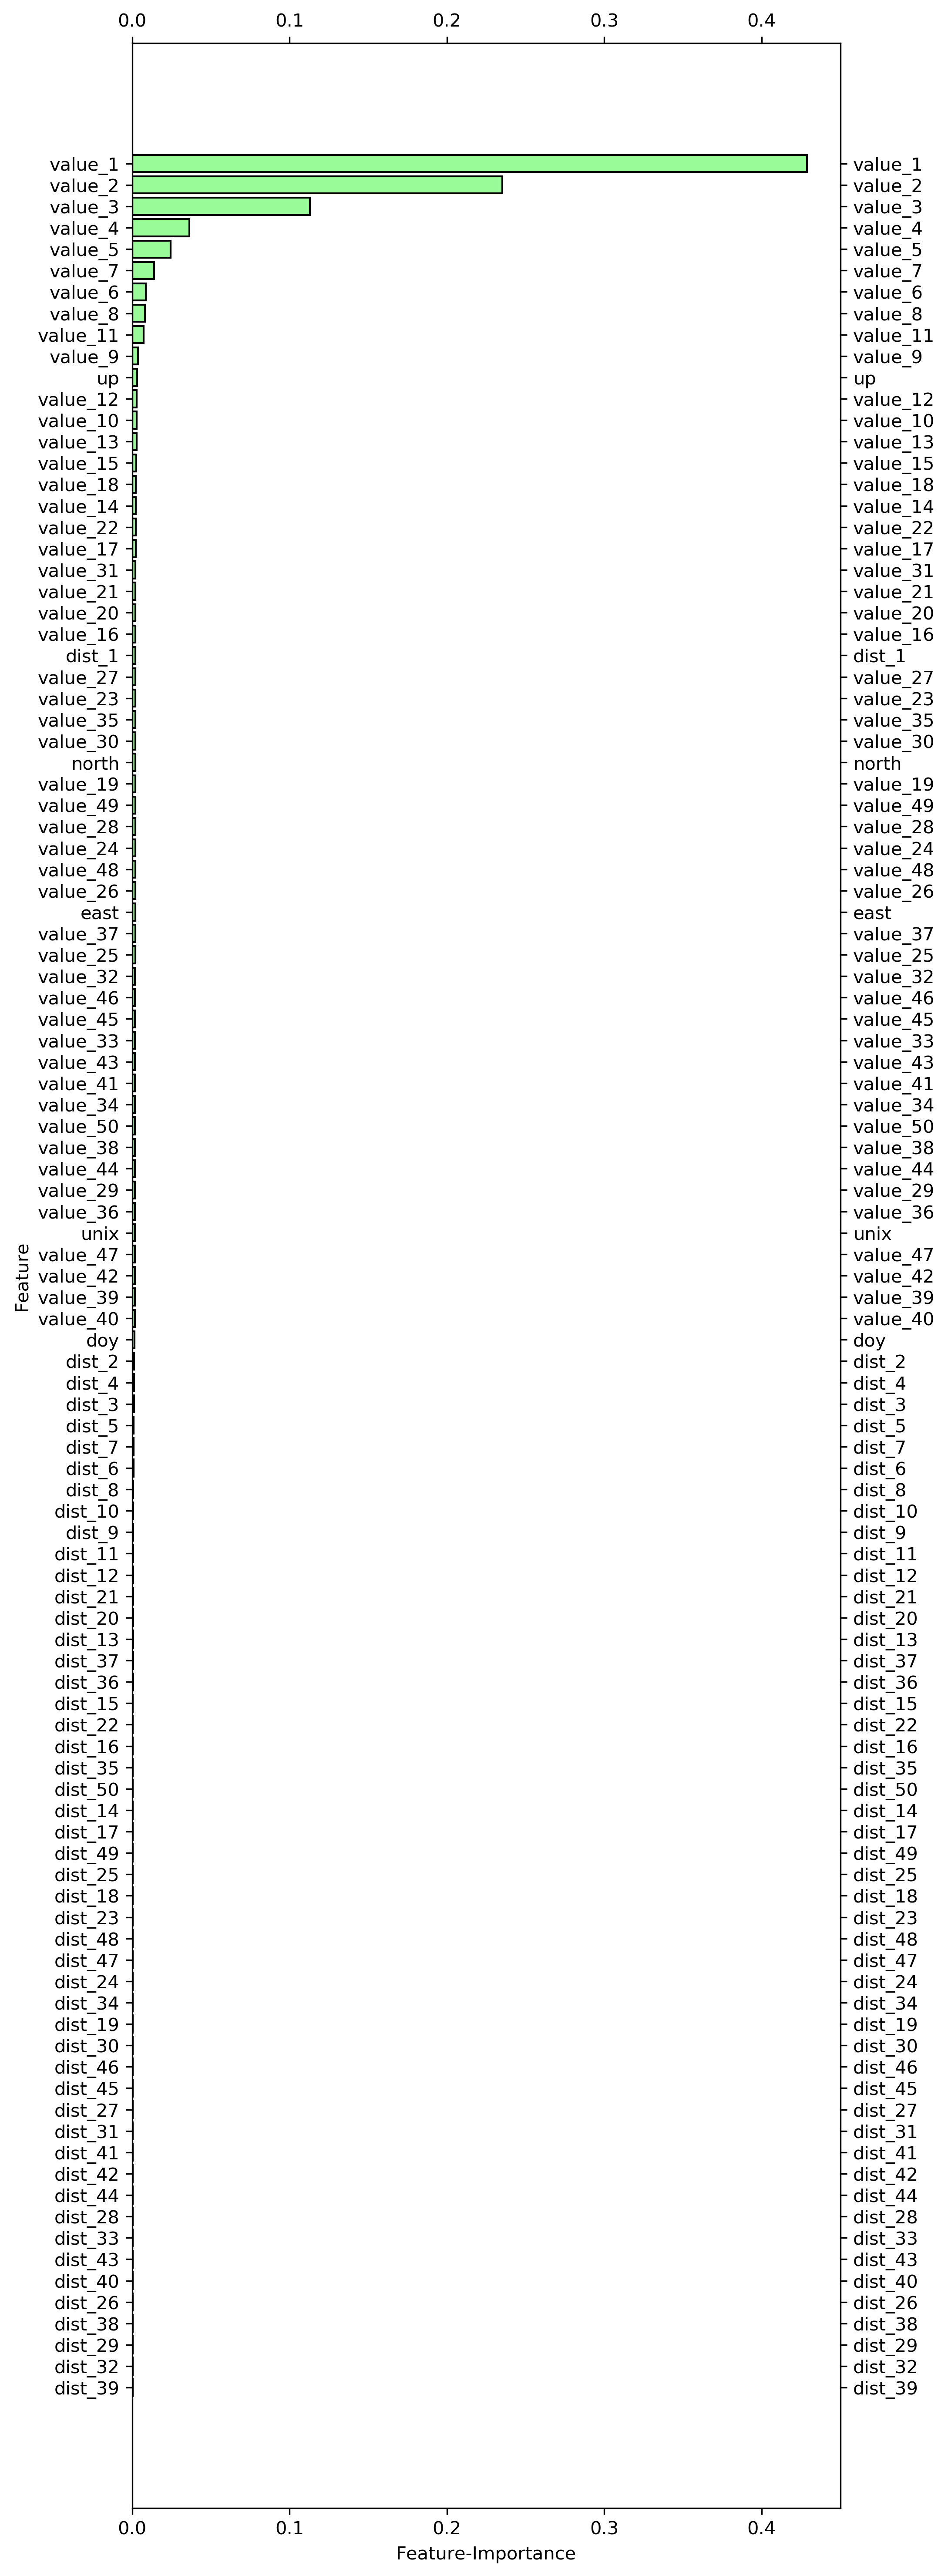 0.0 0.1 0.2 0.3 0.4
value_1 value_1
value_2 value_2
value_3 value_3
value_4 value_4
value_5 value_5
value_7 value_7
value_6 value_6
value_8 value_8
value_11 value_11
value_9 value_9
up up
value_12 value_12
value_10 value_10
value_13 value_13
value_15 value_15
value_18 value_18
value_14 value_14
value_22 value_22
value_17 value_17
value_31 value_31
value_21 value_21
value_20 value_20
value_16 value_16
dist_1 dist_1
value_27 value_27
value_23 value_23
value_35 value_35
value_30 value_30
north north
value_19 value_19
value_49 value_49
value_28 value_28
value_24 value_24
value_48 value_48
value_26 value_26
east east
value_37 value_37
value_25 value_25
value_32 value_32
value_46 value_46
value_45 value_45
value_33 value_33
value_43 value_43
value_41 value_41
value_34 value_34
value_50 value_50
value_38 value_38
value_44 value_44
value_29 value_29
value_36 value_36
unix unix
value_47 value_47
Feature
value_42 value_42
value_39 value_39
value_40 value_40
doy doy
dist_2 dist_2
dist_4 dist_4
dist_3 dist_3
dist_5 dist_5
dist_7 dist_7
dist_6 dist_6
dist_8 dist_8
dist_10 dist_10
dist_9 dist_9
dist_11 dist_11
dist_12 dist_12
dist_21 dist_21
dist_20 dist_20
dist_13 dist_13
dist_37 dist_37
dist_36 dist_36
dist_15 dist_15
dist_22 dist_22
dist_16 dist_16
dist_35 dist_35
dist_50 dist_50
dist_14 dist_14
dist_17 dist_17
dist_49 dist_49
dist_25 dist_25
dist_18 dist_18
dist_23 dist_23
dist_48 dist_48
dist_47 dist_47
dist_24 dist_24
dist_34 dist_34
dist_19 dist_19
dist_30 dist_30
dist_46 dist_46
dist_45 dist_45
dist_27 dist_27
dist_31 dist_31
dist_41 dist_41
dist_42 dist_42
dist_44 dist_44
dist_28 dist_28
dist_33 dist_33
dist_43 dist_43
dist_40 dist_40
dist_26 dist_26
dist_38 dist_38
dist_29 dist_29
dist_32 dist_32
dist_39 dist_39
0.0 0.1 0.2 0.3 0.4
Feature-Importance